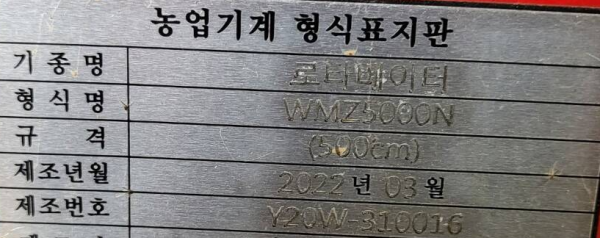 농업기계 형식표지판
기종명 로터베이터
형식명 WMZ5000N
규격 (500cm)
제조년월 2022년 03월
제조번호 Y20W-310016